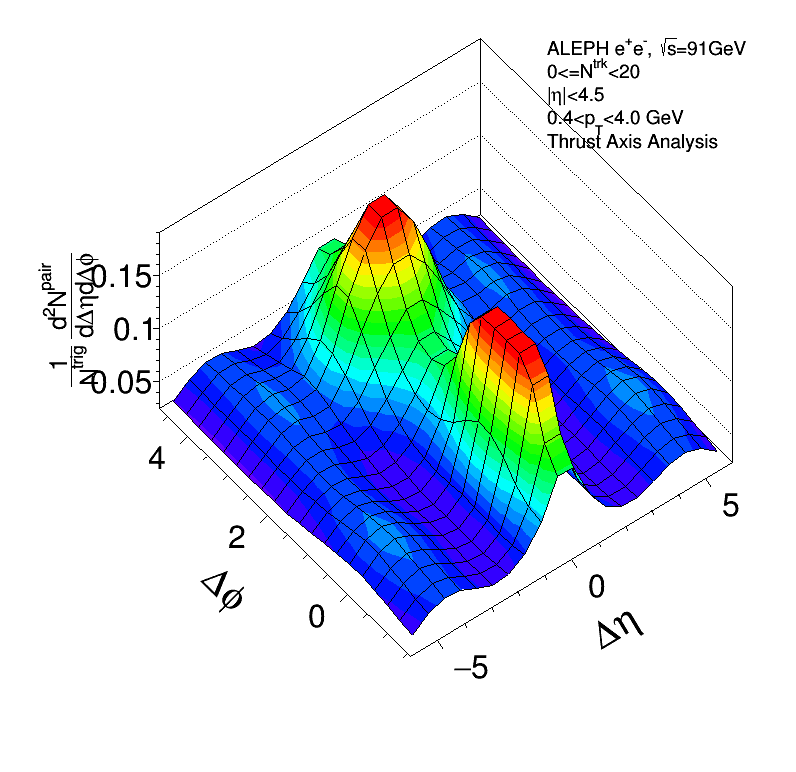 ALEPH e⁺e⁻, √s=91GeV
0<=Nᵗʳᵏ<20
|η|<4.5
0.4<p_T<4.0 GeV
Thrust Axis Analysis
1/N^trig d²N^pair/dΔηdΔϕ
0.15
0.1
0.05
4
2
0
Δϕ
−5
0
5
Δη